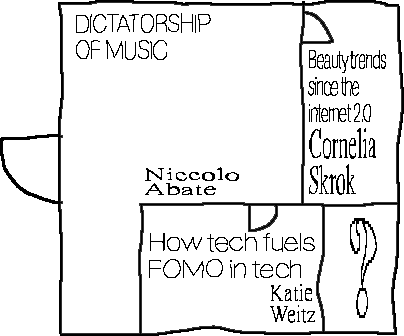 DICTATORSHIP
OF MUSIC
Niccolo
Abate
Beauty trends
since the
internet 2.0
Cornelia
Skrok
How tech fuels
FOMO in tech
Katie
Weitz
?